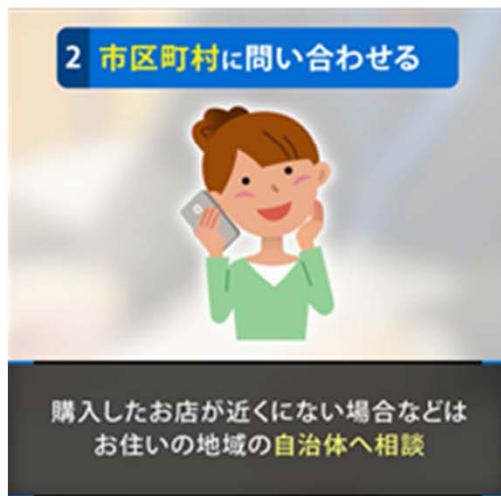 2 市区町村に問い合わせる
購入したお店が近くにない場合などは
お住いの地域の自治体へ相談